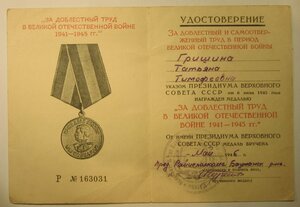 „ЗА ДОБЛЕСТНЫЙ ТРУД
В ВЕЛИКОЙ ОТЕЧЕСТВЕННОЙ ВОЙНЕ
1941—1945 гг.“
Р № 163031
УДОСТОВЕРЕНИЕ
ЗА ДОБЛЕСТНЫЙ И САМООТВЕР-
ЖЕННЫЙ ТРУД В ПЕРИОД
ВЕЛИКОЙ ОТЕЧЕСТВЕННОЙ ВОЙНЫ
Гришина
Татьяна
Тимофеевна
УКАЗОМ ПРЕЗИДИУМА ВЕРХОВНОГО
СОВЕТА СССР от 6 июня 1945 года
НАГРАЖДЕН МЕДАЛЬЮ
„ЗА ДОБЛЕСТНЫЙ ТРУД
В ВЕЛИКОЙ ОТЕЧЕСТВЕННОЙ
ВОЙНЕ 1941—1945 гг.“
От имени ПРЕЗИДИУМА ВЕРХОВНОГО
СОВЕТА СССР МЕДАЛЬ ВРУЧЕНА